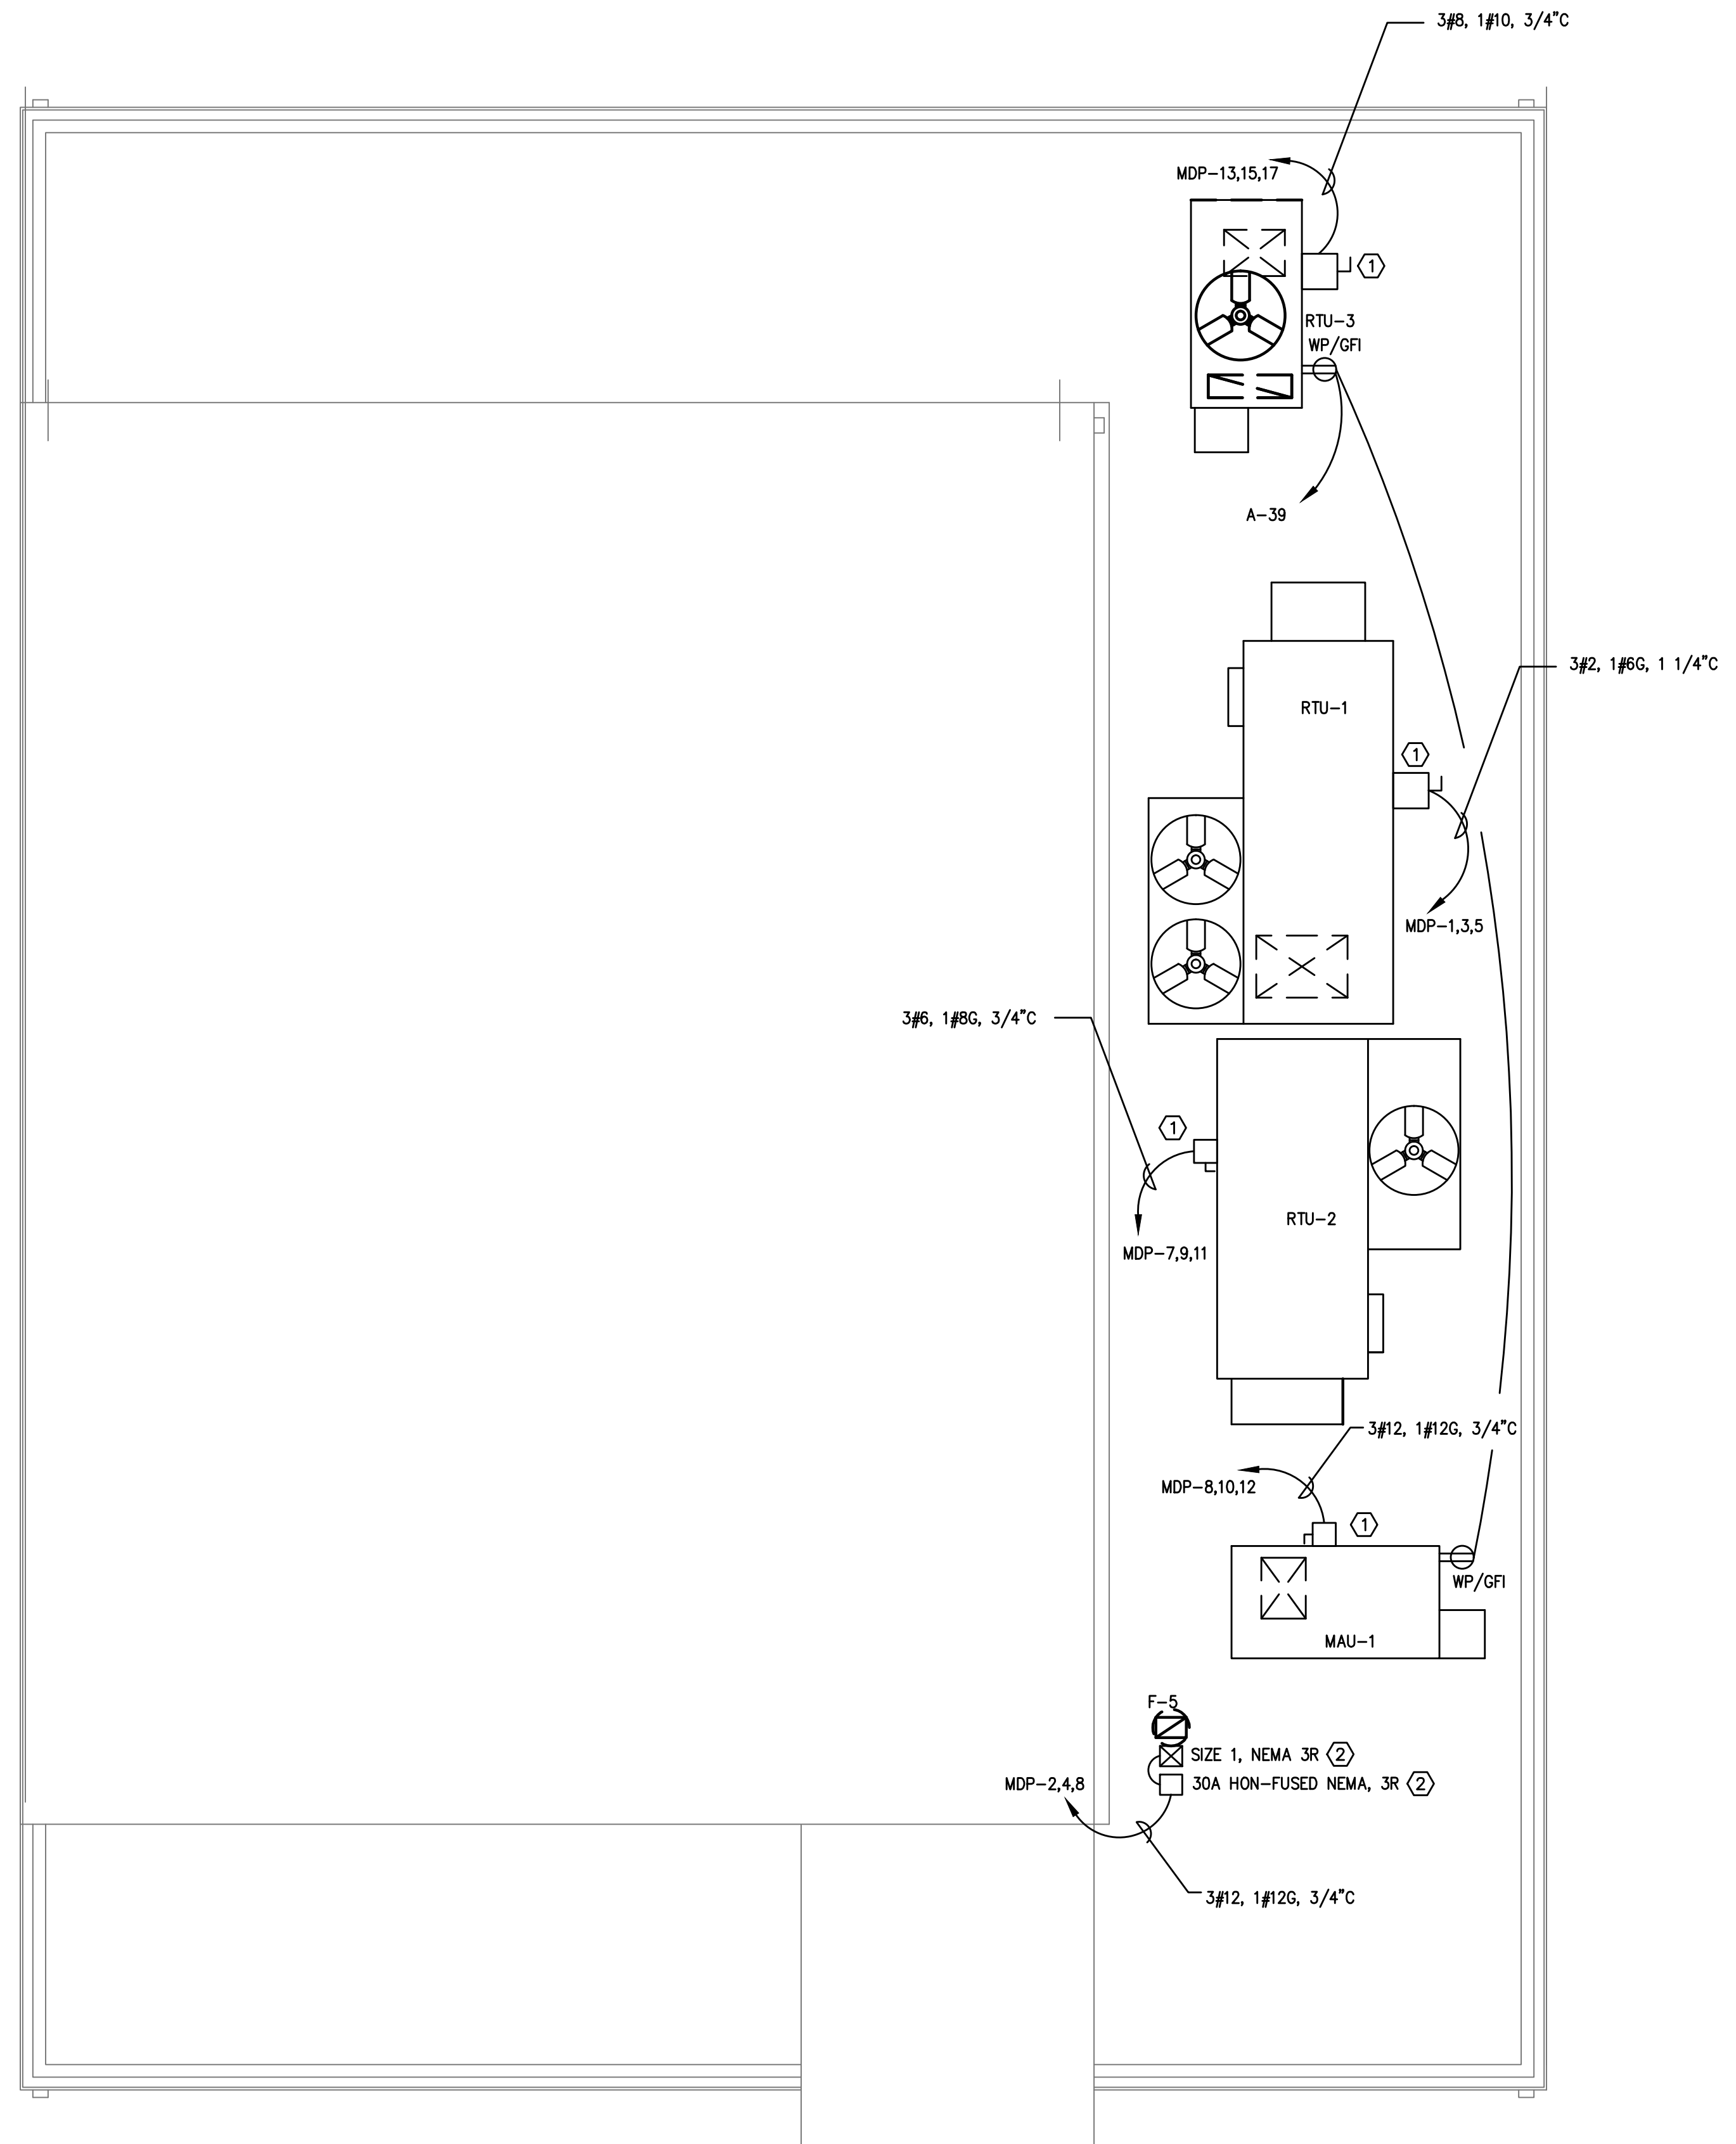 3#8, 1#10, 3/4"C
MDP-13,15,17
1
RTU-3
WP/GFI
A-39
3#2, 1#6G, 1 1/4"C
RTU-1
1
MDP-1,3,5
3#6, 1#8G, 3/4"C
1
RTU-2
MDP-7,9,11
3#12, 1#12G, 3/4"C
MDP-8,10,12
1
WP/GFI
MAU-1
F-5
SIZE 1, NEMA 3R 2
MDP-2,4,8
30A HON-FUSED NEMA, 3R 2
3#12, 1#12G, 3/4"C